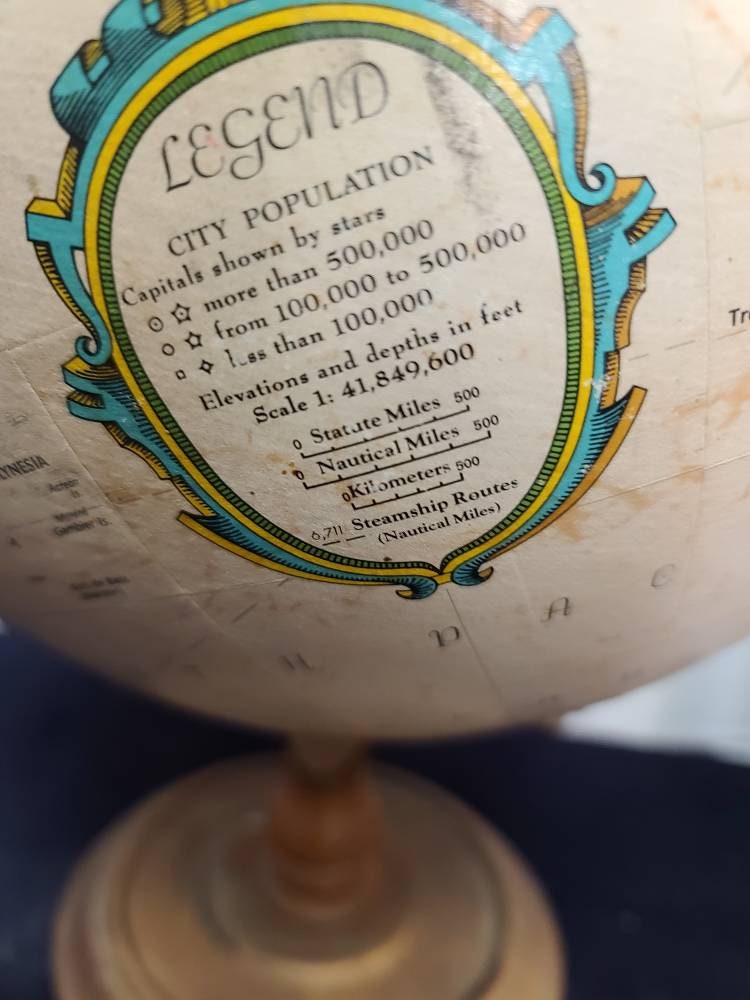 LEGEND
CITY POPULATION
Capitals shown by stars
more than 500,000
from 100,000 to 500,000
less than 100,000
Elevations and depths in feet
Scale 1: 41,849,600
0 Statute Miles 500
0 Nautical Miles 500
0 Kilometers 500
6,711 Steamship Routes
(Nautical Miles)
YNESIA
Tr
P A C